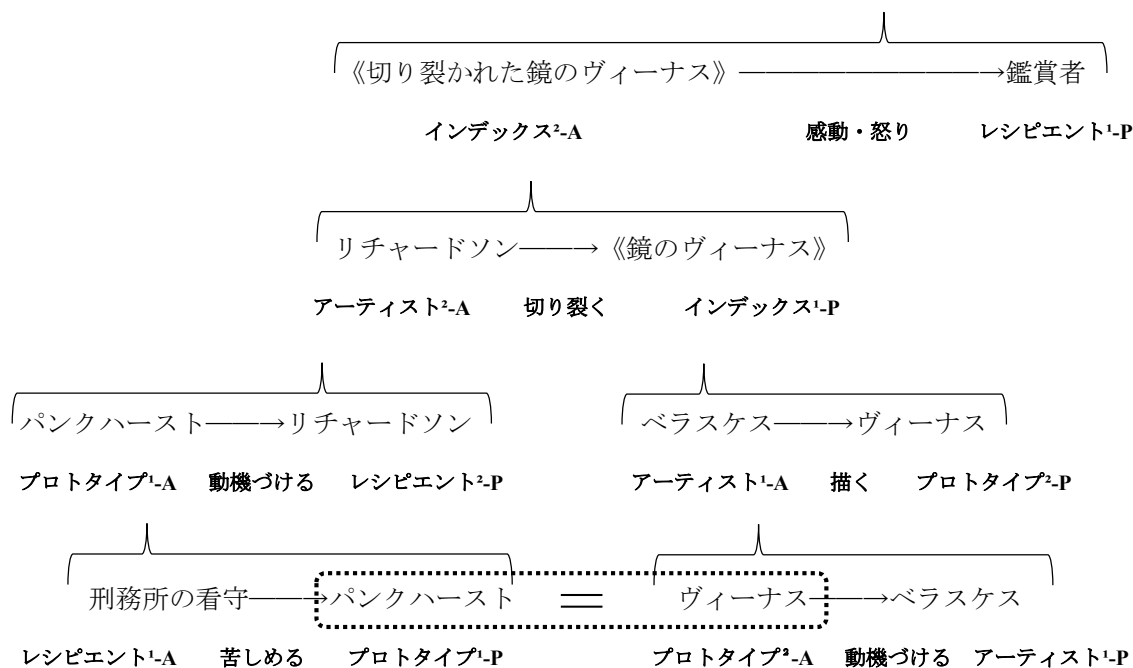 《切り裂かれた鏡のヴィーナス》———————→鑑賞者
インデックス²-A 感動・怒り レシピエント¹-P
リチャードソン———→《鏡のヴィーナス》
アーティスト²-A 切り裂く インデックス¹-P
パンクハースト———→リチャードソン ベラスケス———→ヴィーナス
プロトタイプ¹-A 動機づける レシピエント²-P アーティスト¹-A 描く プロトタイプ²-P
刑務所の看守———→パンクハースト = ヴィーナス———→ベラスケス
レシピエント¹-A 苦しめる プロトタイプ¹-P プロトタイプ²-A 動機づける アーティスト¹-P